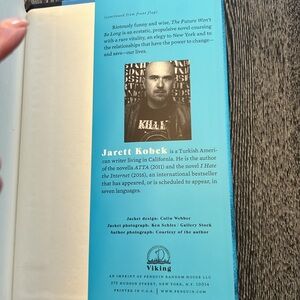 (continued from front flap)
Riotously funny and wise, The Future Won't
Be Long is an ecstatic, propulsive novel coursing
with a rare vitality, an elegy to New York and to
the relationships that have the power to change—
and save—our lives.
KILL
Jarett Kobek is a Turkish Ameri-
can writer living in California. He is the author
of the novella ATTA (2011) and the novel I Hate
the Internet (2016), an international bestseller
that has appeared, or is scheduled to appear, in
seven languages.
Jacket design: Colin Webber
Jacket photograph: Ken Schles / Gallery Stock
Author photograph: Courtesy of the author
Viking
AN IMPRINT OF PENGUIN RANDOM HOUSE LLC
375 HUDSON STREET, NEW YORK, N.Y. 10014
PRINTED IN U.S.A. | WWW.PENGUIN.COM